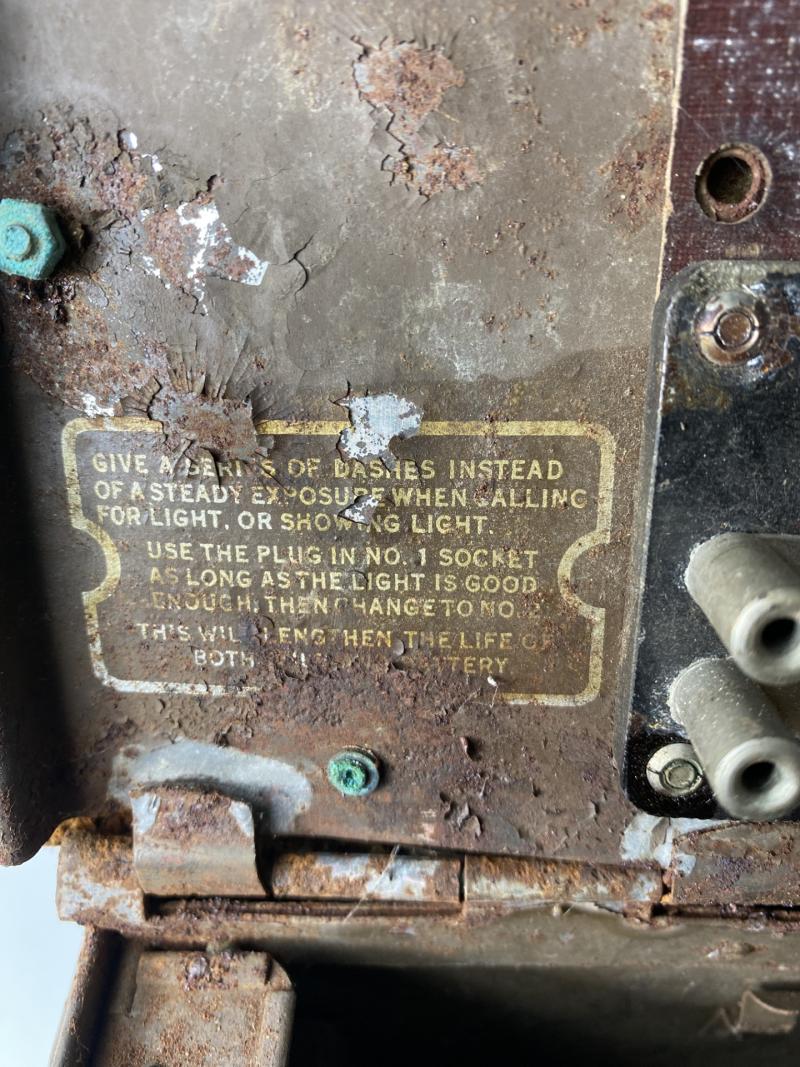 GIVE A SERIES OF DASHES INSTEAD
OF A STEADY EXPOSURE WHEN CALLING
FOR LIGHT, OR SHOWING LIGHT.
USE THE PLUG IN NO. 1 SOCKET
AS LONG AS THE LIGHT IS GOOD
ENOUGH, THEN CHANGE TO NO. 2
THIS WILL LENGTHEN THE LIFE OF
BOTH BATTERY